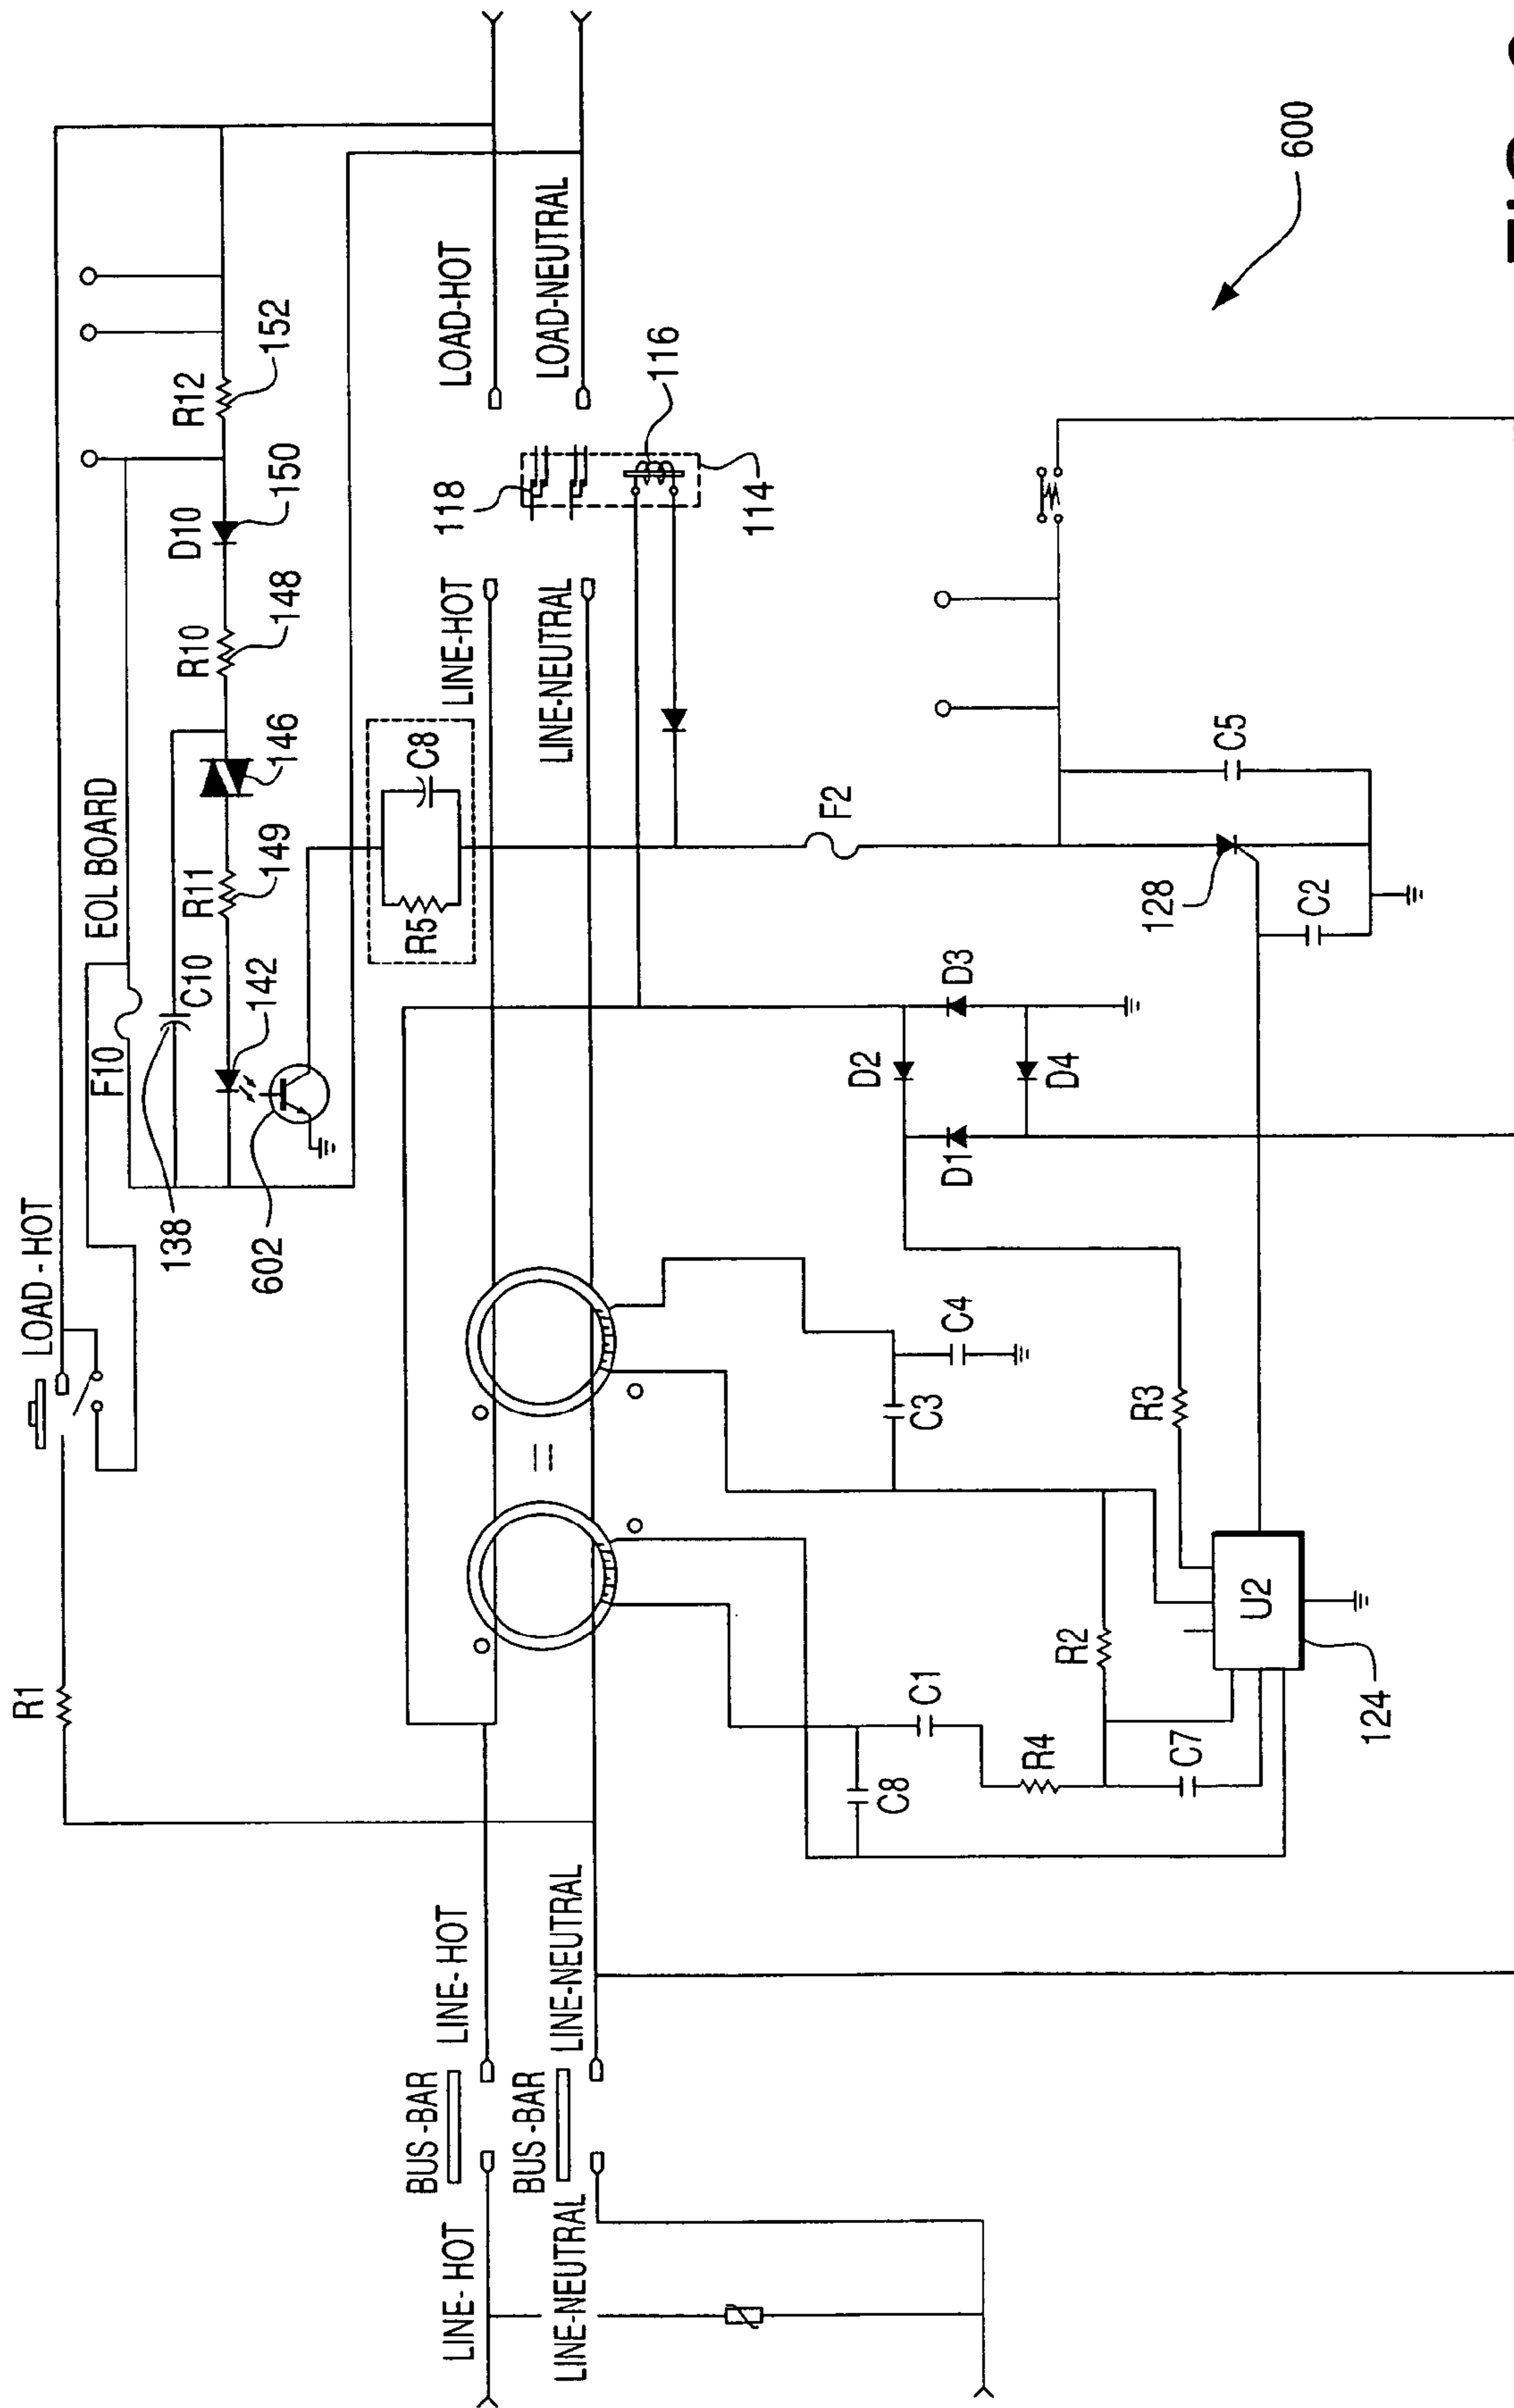 R1
LOAD - HOT
EOL BOARD
F10
C10
138
R11
149
R10
148
D10
150
R12
152
146
142
602
R5
C8
LINE- HOT
BUS -BAR
LINE- HOT
LINE-HOT
118
LOAD-HOT
LINE-NEUTRAL
BUS -BAR
LINE-NEUTRAL
LINE-NEUTRAL
LOAD-NEUTRAL
116
114
F2
D2
D3
D1
D4
C8
C1
R4
R2
C7
C3
C4
R3
U2
124
128
C2
C5
600